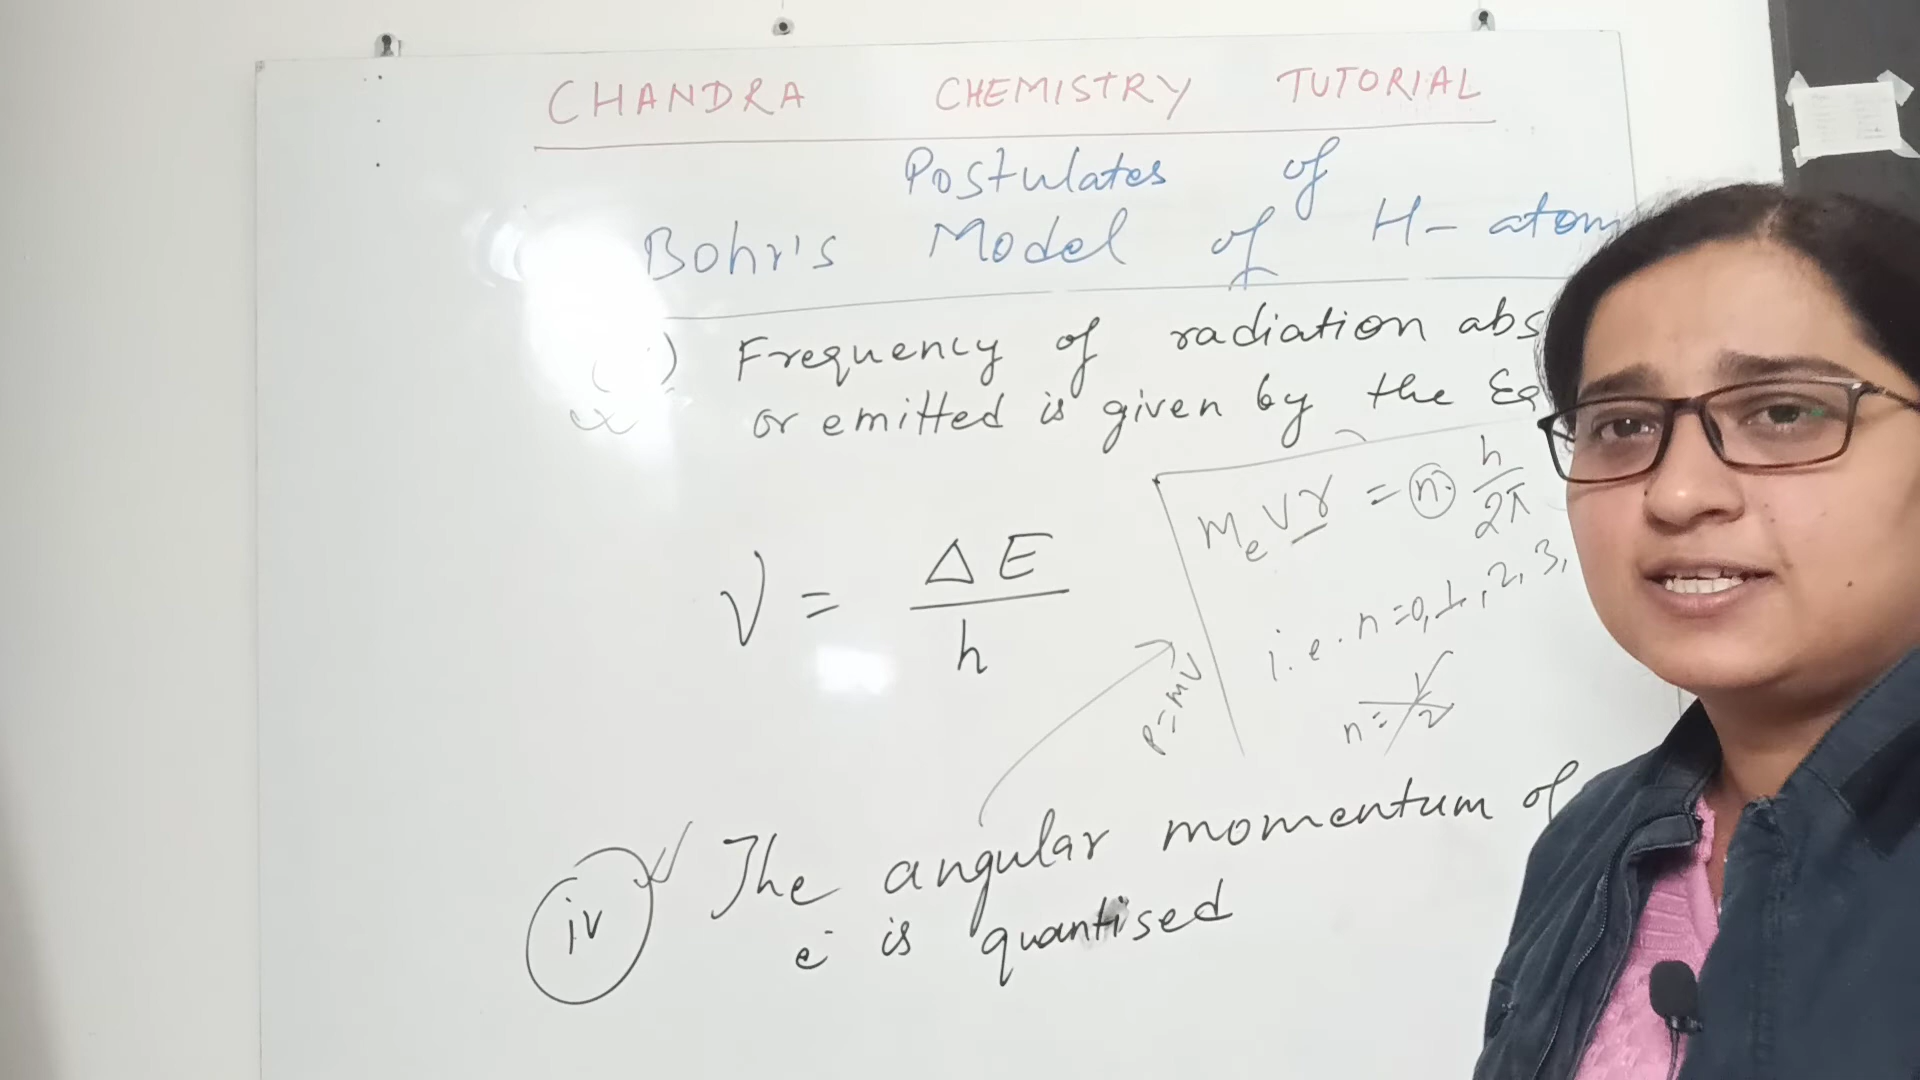 CHANDRA CHEMISTRY TUTORIAL
Postulates of
Bohr's Model of H- atom
Frequency of radiation abs
or emitted is given by the Eq
mₑvr = n. h/2π
ν = ΔE/h
i.e. n = 0, 1, 2, 3,
P = mv
n = 1/2
iv The angular momentum of
e⁻ is quantised